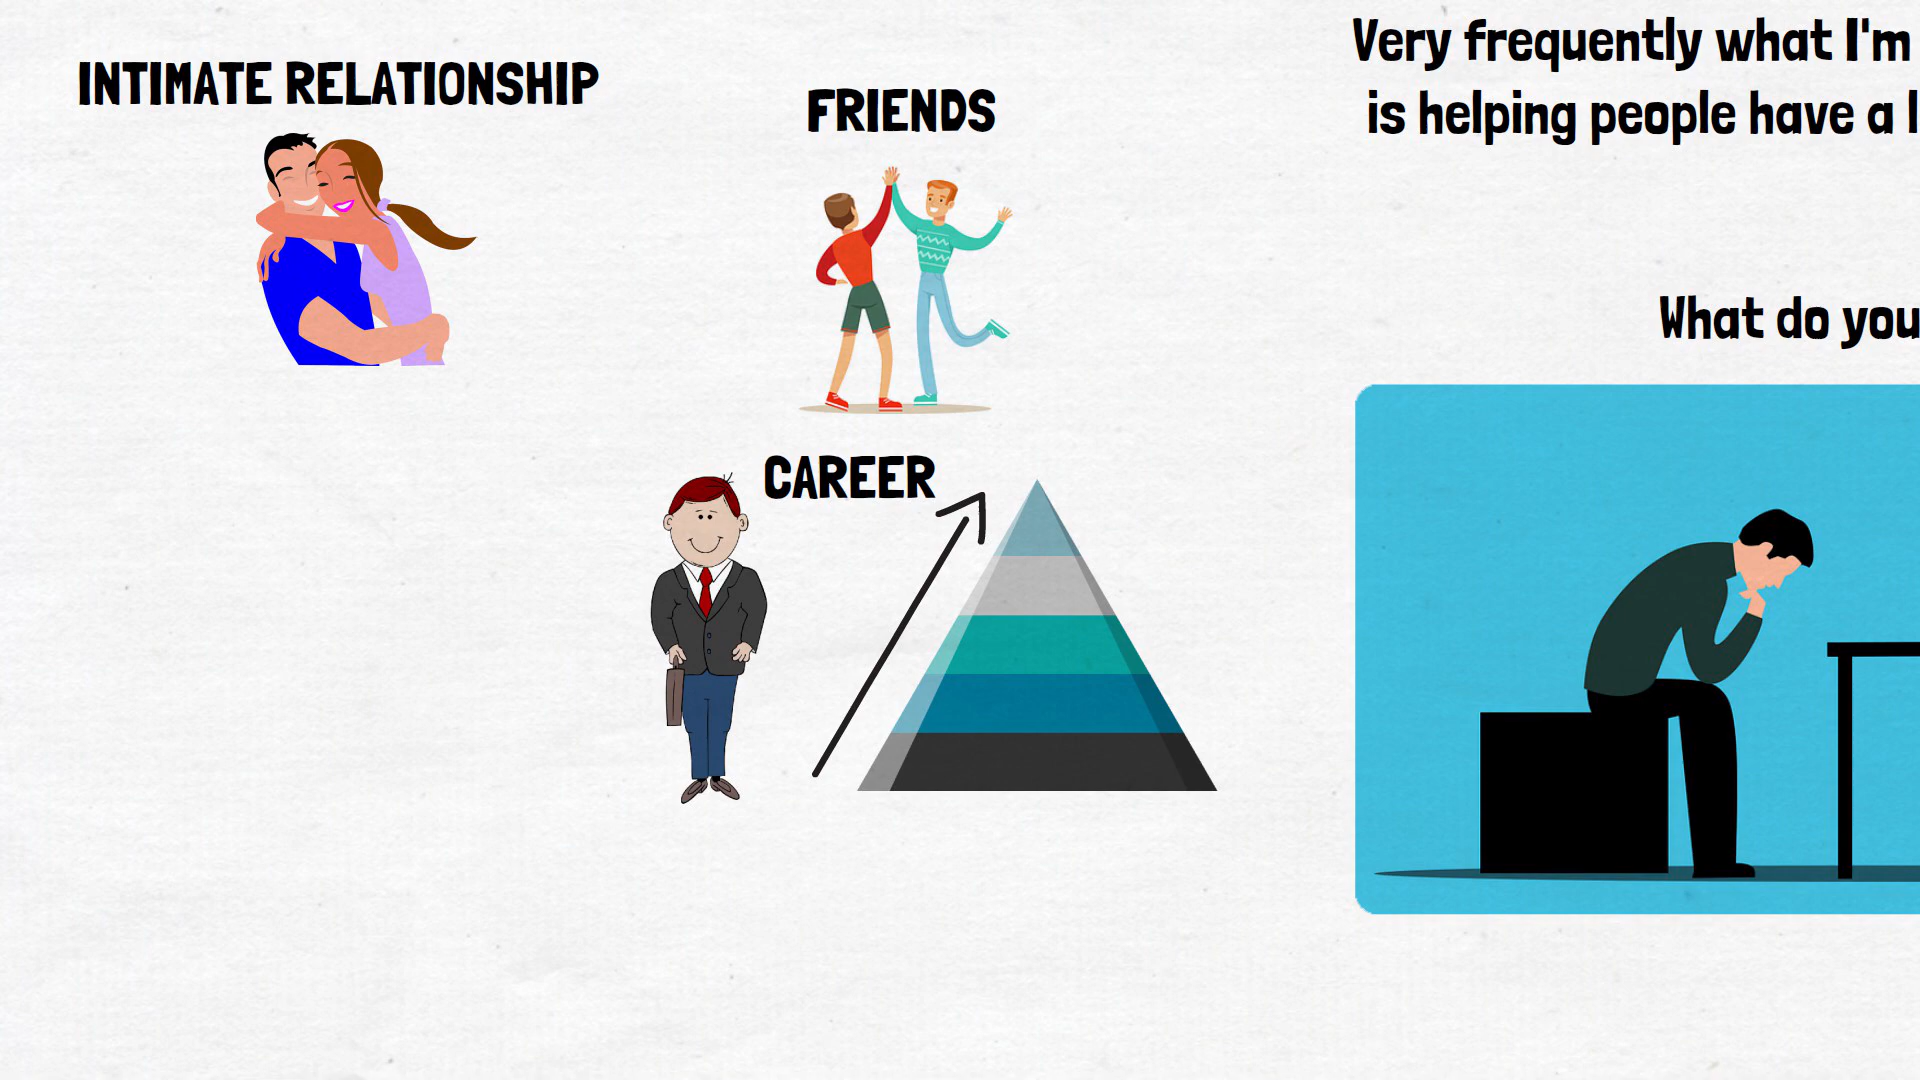 INTIMATE RELATIONSHIP
FRIENDS
CAREER
Very frequently what I'm
is helping people have a
What do you